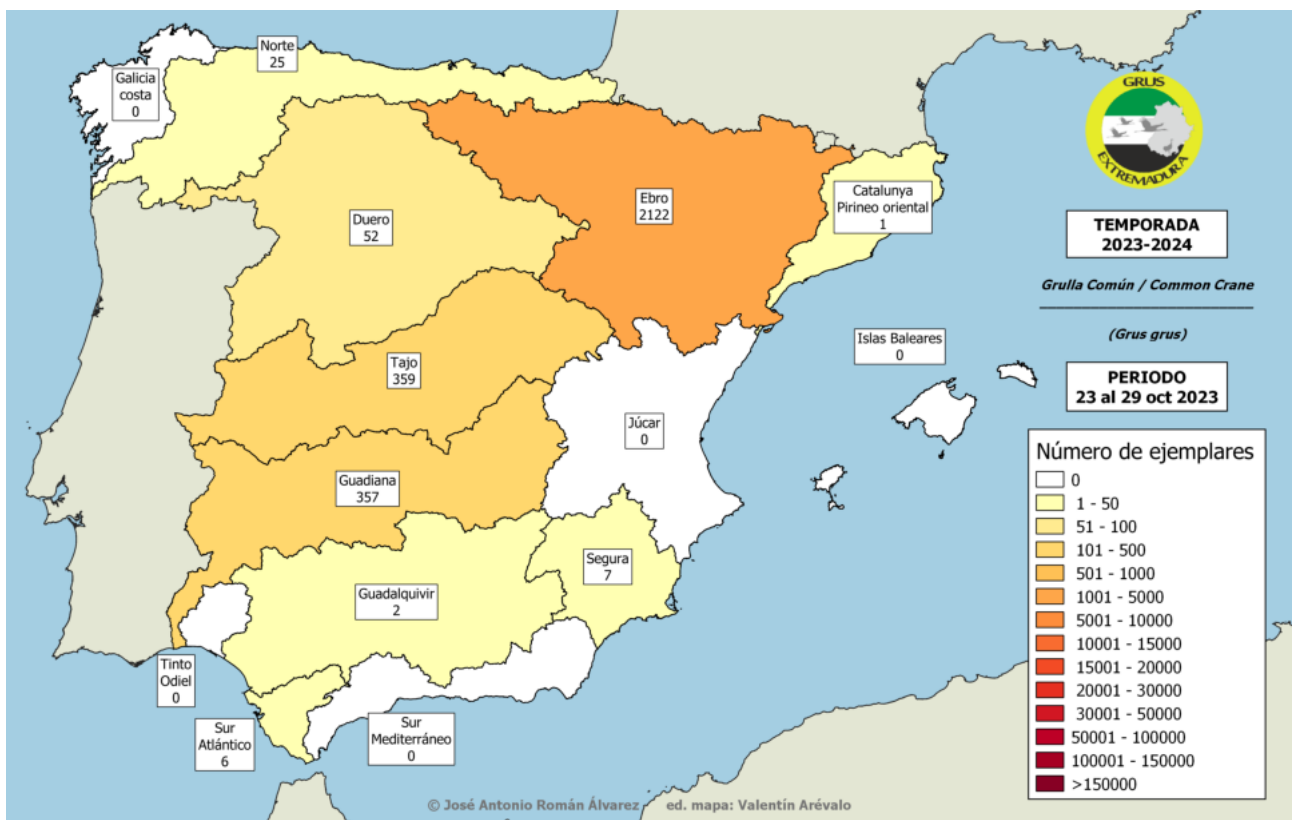 Norte
25
Galicia
costa
0
GRUS
EXTREMADURA
Catalunya
Pirineo oriental
1
Ebro
2122
Duero
52
TEMPORADA
2023-2024
Grulla Común / Common Crane
(Grus grus)
Islas Baleares
0
PERIODO
23 al 29 oct 2023
Tajo
359
Júcar
0
Guadiana
357
Segura
7
Guadalquivir
2
Tinto
Odiel
0
Sur
Atlántico
6
Sur
Mediterráneo
0
Número de ejemplares
0
1 - 50
51 - 100
101 - 500
501 - 1000
1001 - 5000
5001 - 10000
10001 - 15000
15001 - 20000
20001 - 30000
30001 - 50000
50001 - 100000
100001 - 150000
>150000
© José Antonio Román Álvarez ed. mapa: Valentín Arévalo